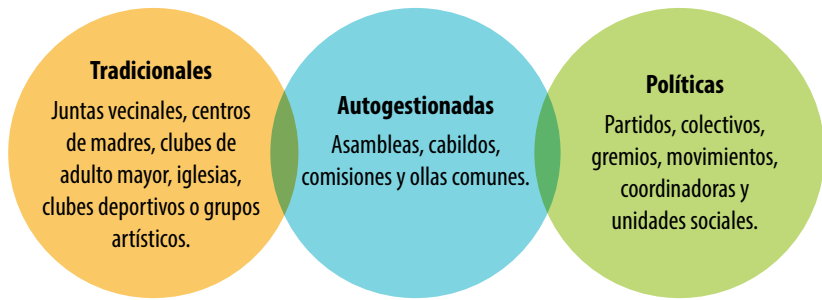 Tradicionales
Juntas vecinales, centros
de madres, clubes de
adulto mayor, iglesias,
clubes deportivos o grupos
artísticos.
Autogestionadas
Asambleas, cabildos,
comisiones y ollas comunes.
Políticas
Partidos, colectivos,
gremios, movimientos,
coordinadoras y
unidades sociales.